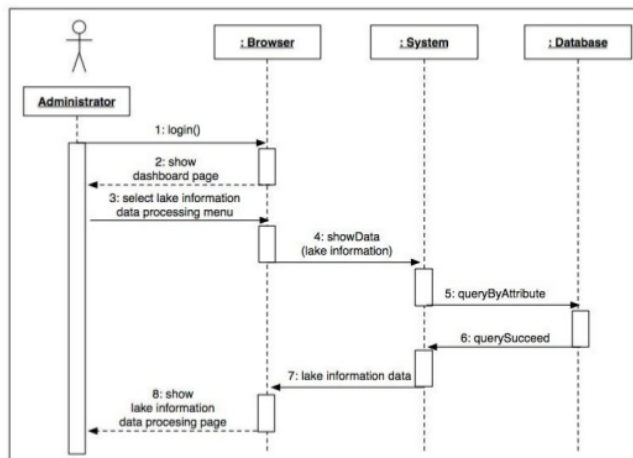 : Browser
: System
: Database
Administrator
1: login()
2: show
dashboard page
3: select lake information
data processing menu
4: showData
(lake information)
5: queryByAttribute
6: querySucceed
7: lake information data
8: show
lake information
data procesing page